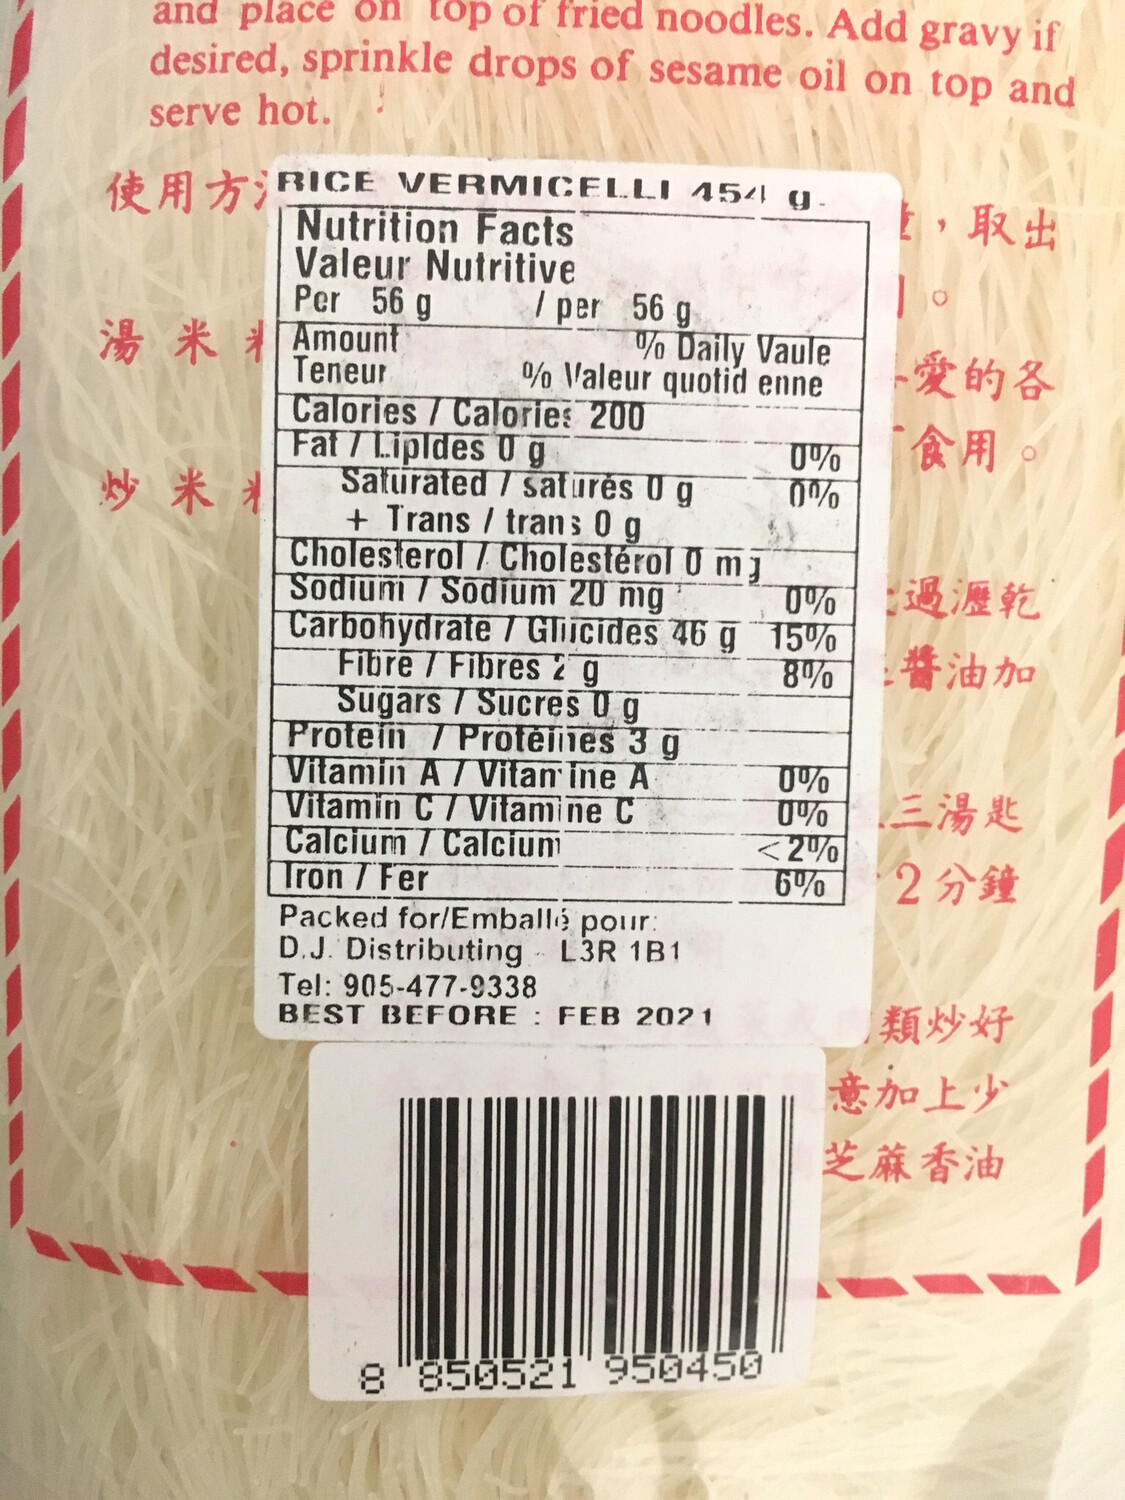 and place on top of fried noodles. Add gravy if
desired, sprinkle drops of sesame oil on top and
serve hot.
使用方
，取出
湯米
。
愛的各
食用。
炒米
過瀝乾
醬油加
三湯匙
2分鐘
類炒好
意加上少
芝蔴香油
RICE VERMICELLI 454 g.
Nutrition Facts
Valeur Nutritive
Per 56 g / per 56 g
Amount % Daily Vaule
Teneur % Valeur quotid enne
Calories / Calories 200
Fat / Lipides 0 g 0%
Saturated / saturés 0 g 0%
+ Trans / trans 0 g
Cholesterol / Cholestérol 0 mg
Sodium / Sodium 20 mg 0%
Carbohydrate / Glucides 46 g 15%
Fibre / Fibres 2 g 8%
Sugars / Sucres 0 g
Protein / Protéines 3 g
Vitamin A / Vitamine A 0%
Vitamin C / Vitamine C 0%
Calcium / Calcium <2%
Iron / Fer 6%
Packed for/Emballé pour:
D.J. Distributing - L3R 1B1
Tel: 905-477-9338
BEST BEFORE : FEB 2021
8 850521 950450